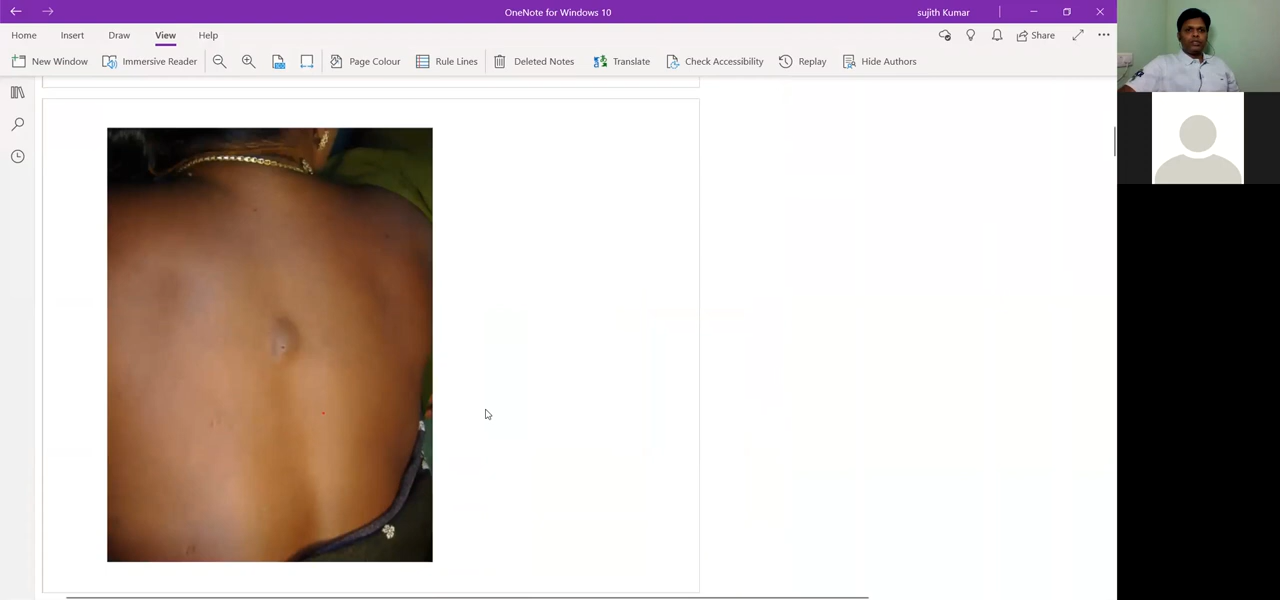 OneNote for Windows 10
sujith Kumar
Home Insert Draw View Help
Share
New Window Immersive Reader Page Colour Rule Lines Deleted Notes Translate Check Accessibility Replay Hide Authors